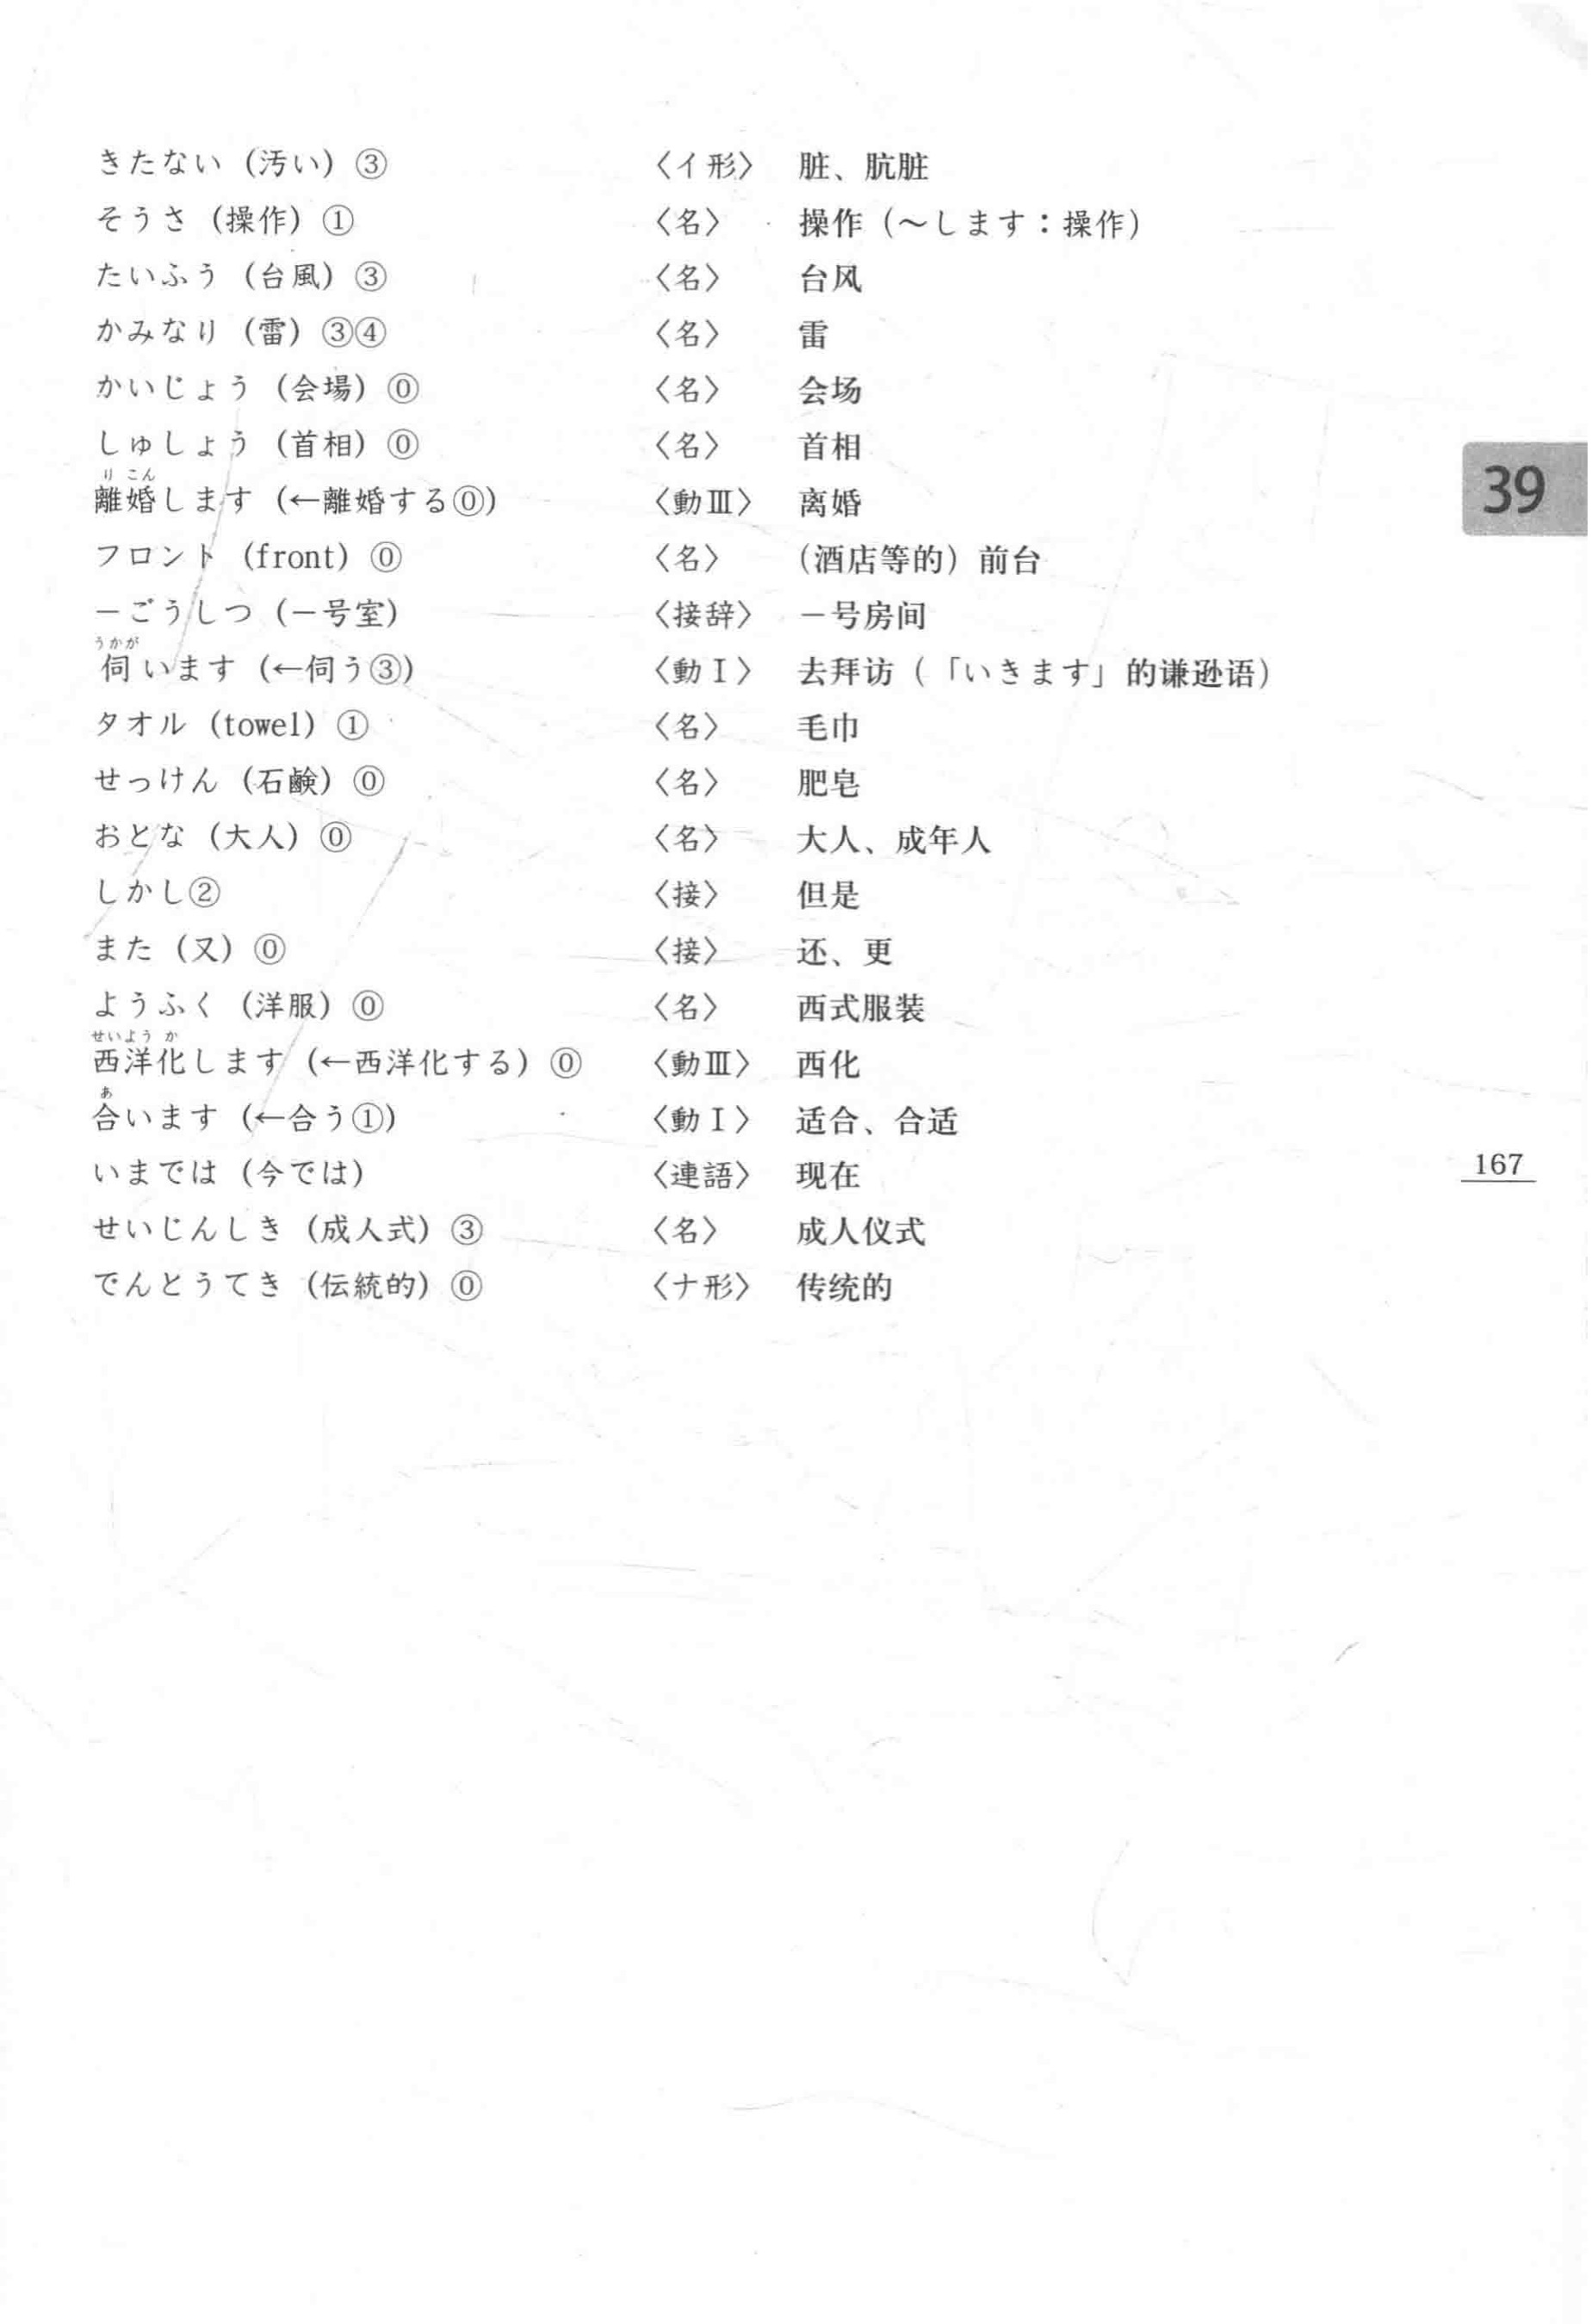 きたない（汚い）③ 〈イ形〉 脏、肮脏
そうさ（操作）① 〈名〉 操作（～します：操作）
たいふう（台風）③ 〈名〉 台风
かみなり（雷）③④ 〈名〉 雷
かいじょう（会場）⓪ 〈名〉 会场
しゅしょう（首相）⓪ 〈名〉 首相
りこん
離婚します（←離婚する⓪） 〈動Ⅲ〉 离婚
39
フロント（front）⓪ 〈名〉 （酒店等的）前台
－ごうしつ（－号室） 〈接辞〉 －号房间
うかが
伺います（←伺う③） 〈動Ⅰ〉 去拜访（「いきます」的谦逊语）
タオル（towel）① 〈名〉 毛巾
せっけん（石鹸）⓪ 〈名〉 肥皂
おとな（大人）⓪ 〈名〉 大人、成年人
しかし② 〈接〉 但是
また（又）⓪ 〈接〉 还、更
ようふく（洋服）⓪ 〈名〉 西式服装
せいようか
西洋化します（←西洋化する）⓪ 〈動Ⅲ〉 西化
あ
合います（←合う①） 〈動Ⅰ〉 适合、合适
いまでは（今では） 〈連語〉 现在
167
せいじんしき（成人式）③ 〈名〉 成人仪式
でんとうてき（伝統的）⓪ 〈ナ形〉 传统的